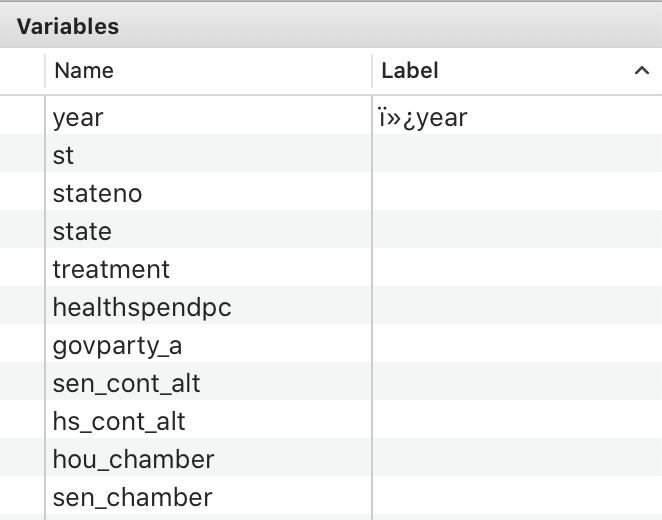 Variables
Name Label
year ï»¿year
st
stateno
state
treatment
healthspendpc
govparty_a
sen_cont_alt
hs_cont_alt
hou_chamber
sen_chamber